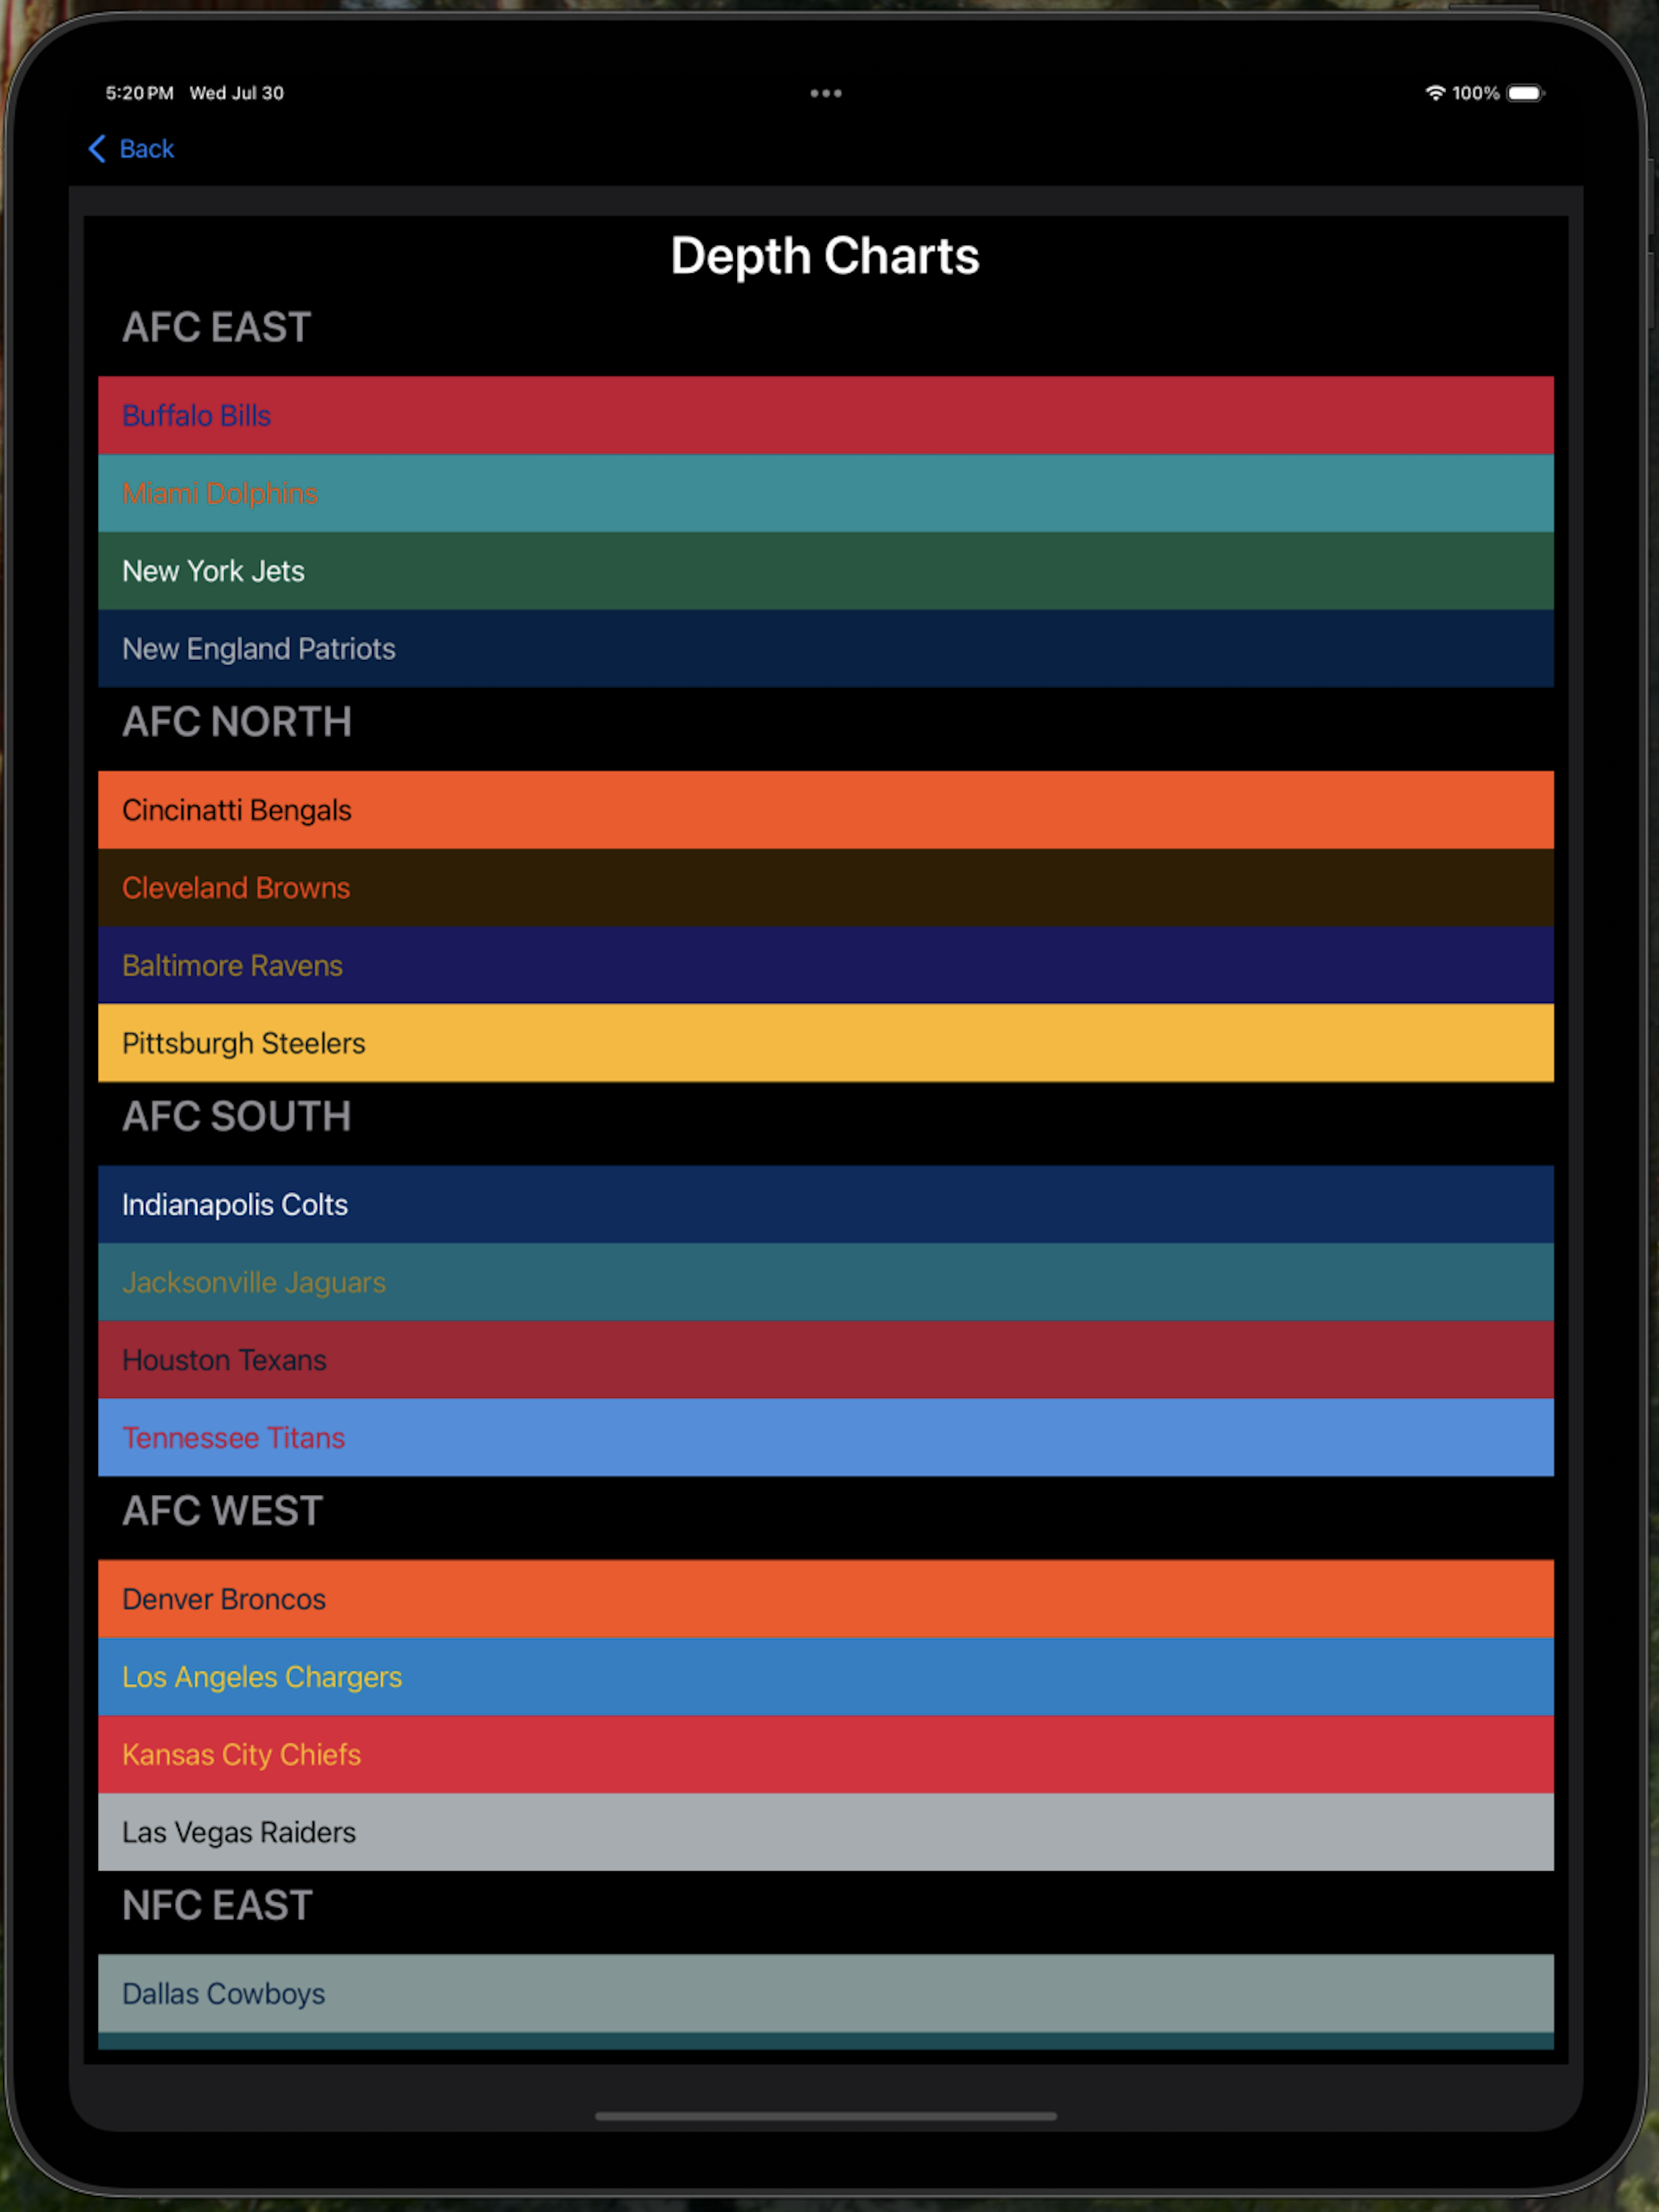 5:20 PM Wed Jul 30
100%
Back
Depth Charts
AFC EAST
Buffalo Bills
Miami Dolphins
New York Jets
New England Patriots
AFC NORTH
Cincinatti Bengals
Cleveland Browns
Baltimore Ravens
Pittsburgh Steelers
AFC SOUTH
Indianapolis Colts
Jacksonville Jaguars
Houston Texans
Tennessee Titans
AFC WEST
Denver Broncos
Los Angeles Chargers
Kansas City Chiefs
Las Vegas Raiders
NFC EAST
Dallas Cowboys